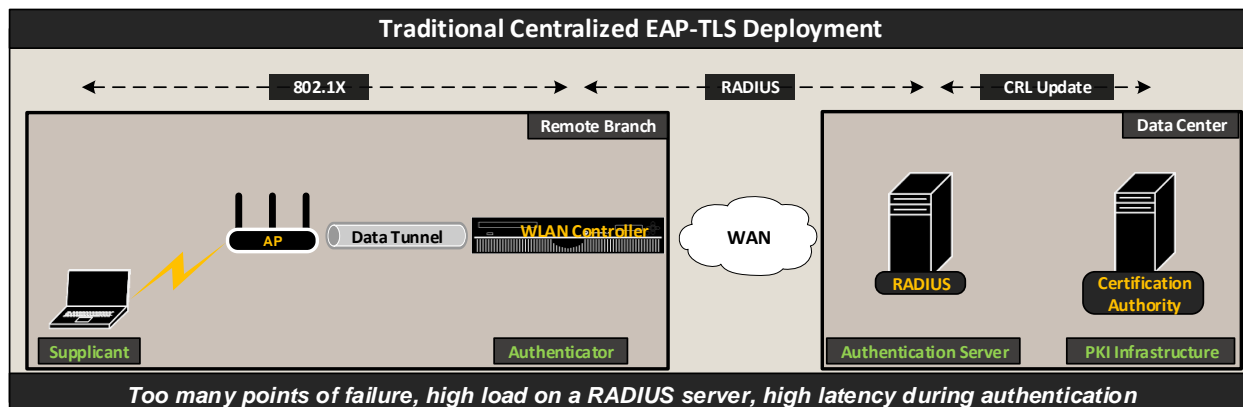 Traditional Centralized EAP-TLS Deployment
802.1X
RADIUS
CRL Update
Remote Branch
Data Center
AP
Data Tunnel
WLAN Controller
WAN
RADIUS
Certification
Authority
Supplicant
Authenticator
Authentication Server
PKI Infrastructure
Too many points of failure, high load on a RADIUS server, high latency during authentication